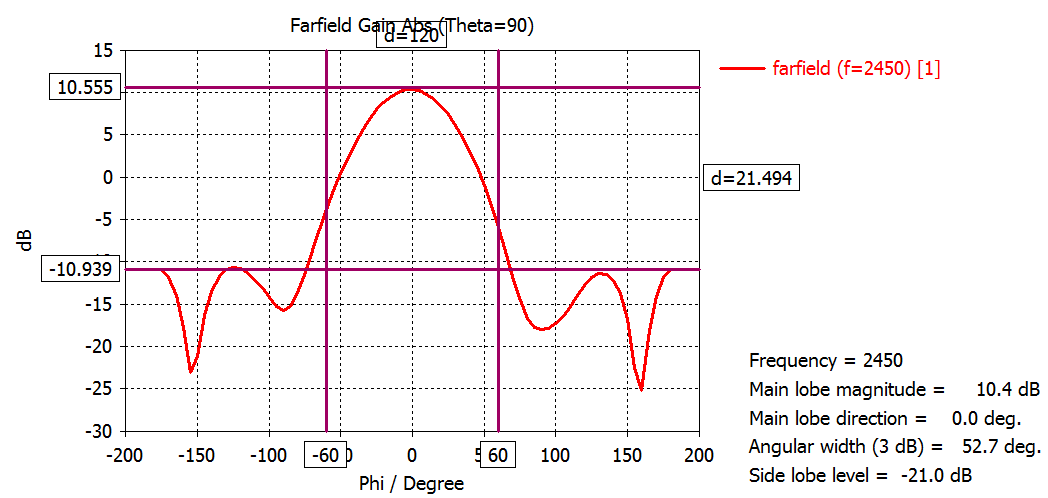 Farfield Gain Abs (Theta=90)
d=120
farfield (f=2450) [1]
15
10.555
5
0
-5
-10.939
-15
-20
-25
-30
dB
d=21.494
-200
-150
-100
-60
0
60
100
150
200
Phi / Degree
Frequency = 2450
Main lobe magnitude = 10.4 dB
Main lobe direction = 0.0 deg.
Angular width (3 dB) = 52.7 deg.
Side lobe level = -21.0 dB